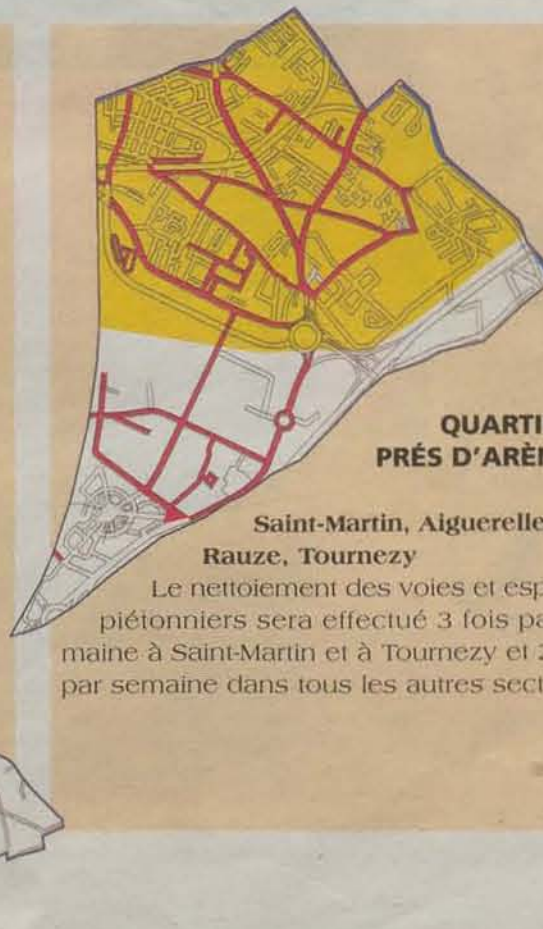 QUARTI
PRÉS D'ARÈN
Saint-Martin, Aiguerelle
Rauze, Tournezy
Le nettoiement des voies et esp
piétonniers sera effectué 3 fois pa
maine à Saint-Martin et à Tournezy et 2
par semaine dans tous les autres sect